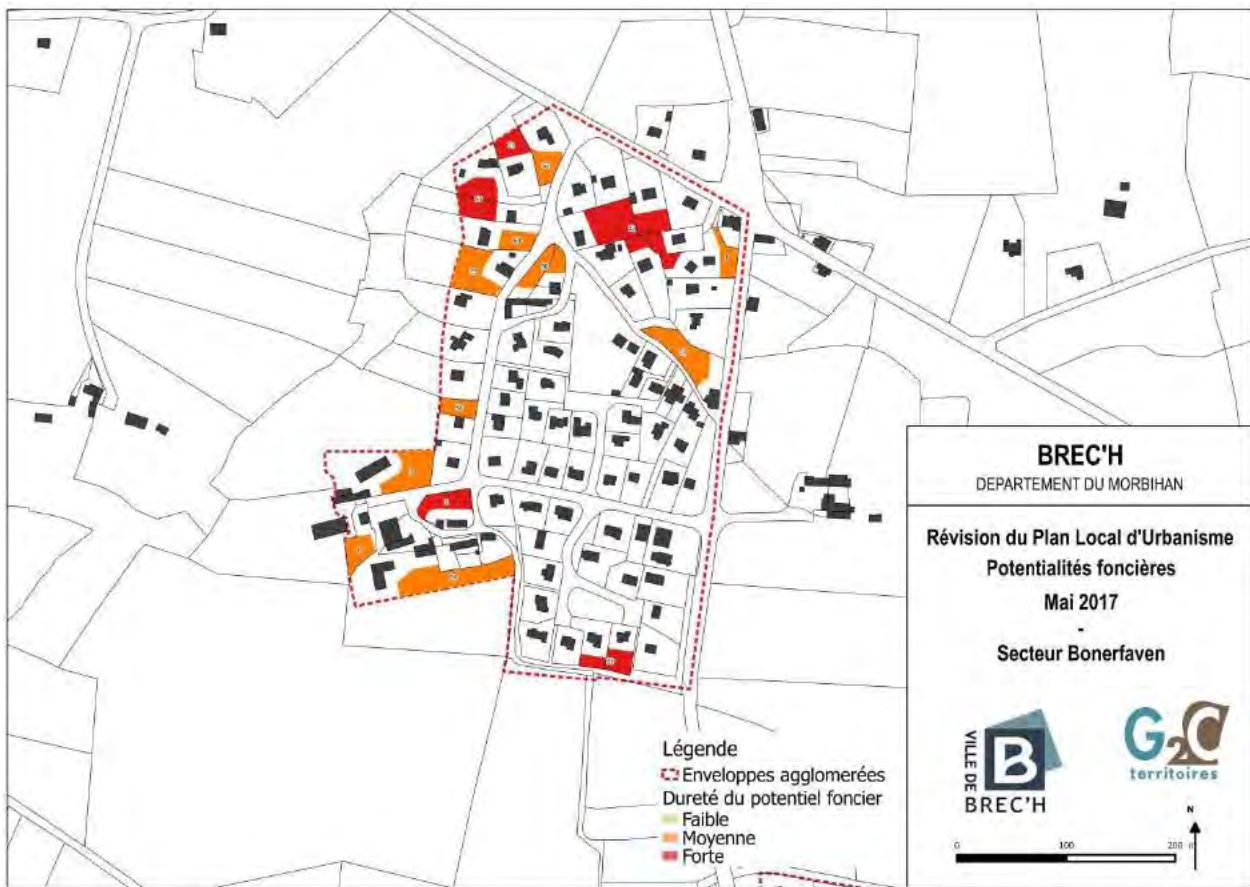 BREC'H
DEPARTEMENT DU MORBIHAN
Révision du Plan Local d'Urbanisme
Potentialités foncières
Mai 2017
-
Secteur Bonerfaven
VILLE DE
B
BREC'H
G2C
territoires
N
0 100 200
Légende
Enveloppes agglomérées
Dureté du potentiel foncier
Faible
Moyenne
Forte